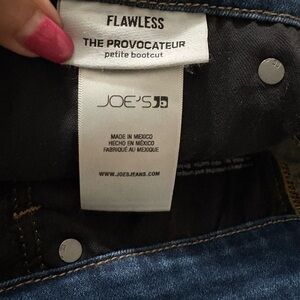 FLAWLESS
THE PROVOCATEUR
petite bootcut
JOE'S
MADE IN MEXICO
HECHO EN MÉXICO
FABRIQUÉ AU MEXIQUE
WWW.JOESJEANS.COM